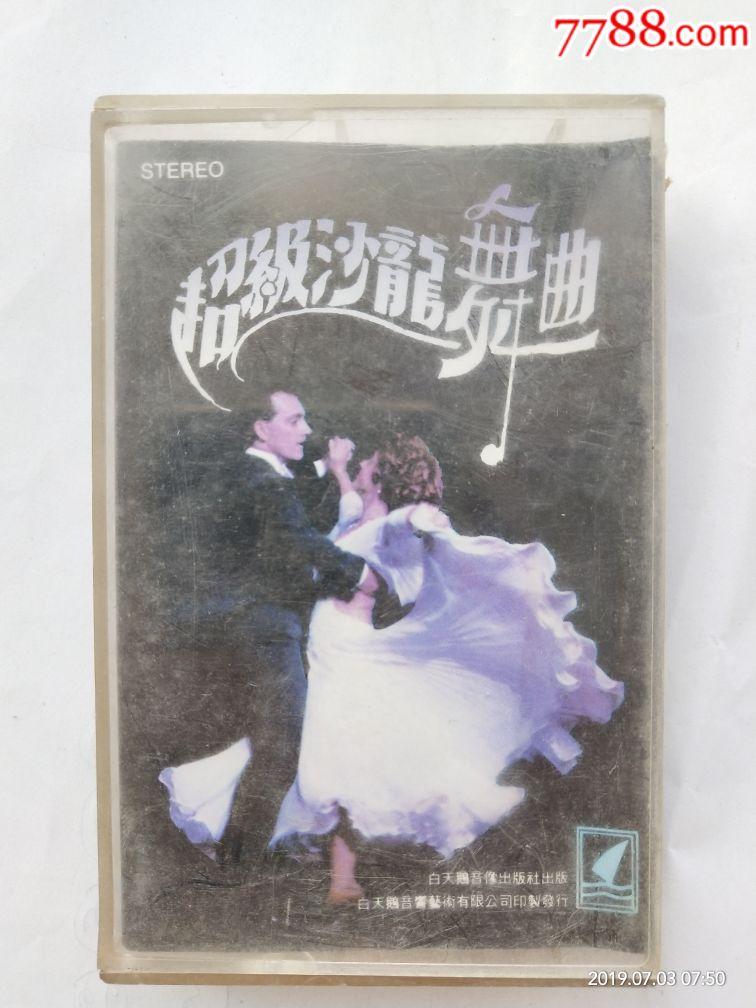 7788.com
STEREO
超級沙龍舞曲
白天鵝音像出版社出版
白天鵝音響藝術有限公司印製發行
2019.07.03 07:50